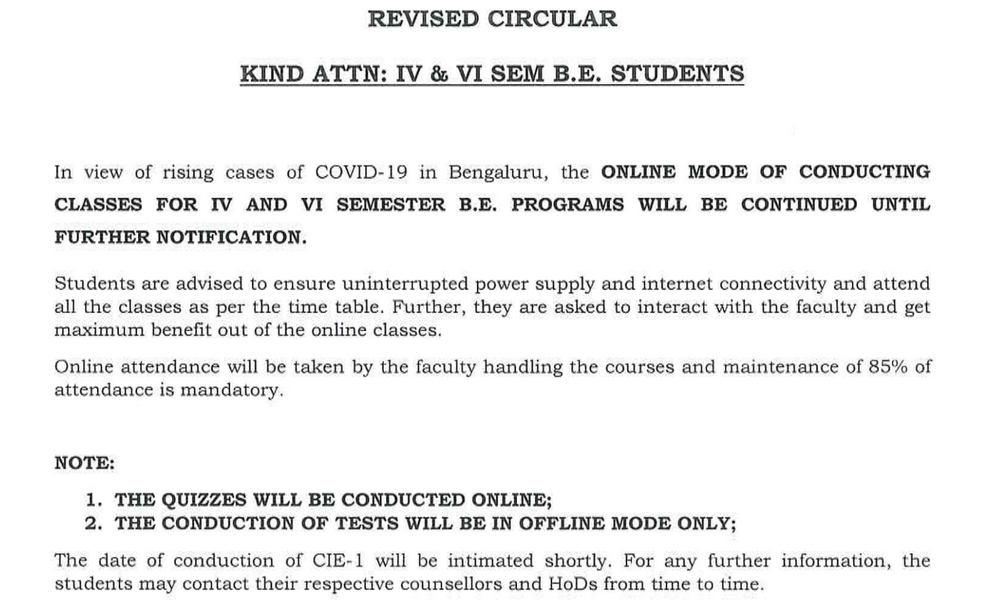 REVISED CIRCULAR
KIND ATTN: IV & VI SEM B.E. STUDENTS
In view of rising cases of COVID-19 in Bengaluru, the ONLINE MODE OF CONDUCTING
CLASSES FOR IV AND VI SEMESTER B.E. PROGRAMS WILL BE CONTINUED UNTIL
FURTHER NOTIFICATION.
Students are advised to ensure uninterrupted power supply and internet connectivity and attend
all the classes as per the time table. Further, they are asked to interact with the faculty and get
maximum benefit out of the online classes.
Online attendance will be taken by the faculty handling the courses and maintenance of 85% of
attendance is mandatory.
NOTE:
1. THE QUIZZES WILL BE CONDUCTED ONLINE;
2. THE CONDUCTION OF TESTS WILL BE IN OFFLINE MODE ONLY;
The date of conduction of CIE-1 will be intimated shortly. For any further information, the
students may contact their respective counsellors and HoDs from time to time.